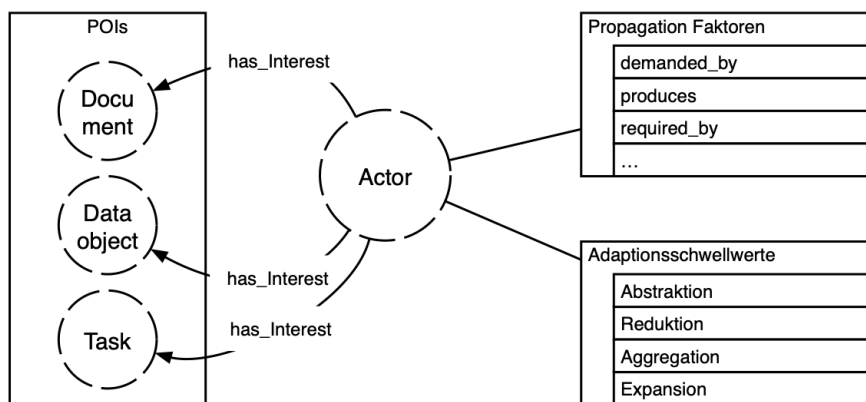 POIs
Docu
ment
Data
object
Task
has_Interest
has_Interest
has_Interest
Actor
Propagation Faktoren
demanded_by
produces
required_by
...
Adaptionsschwellwerte
Abstraktion
Reduktion
Aggregation
Expansion